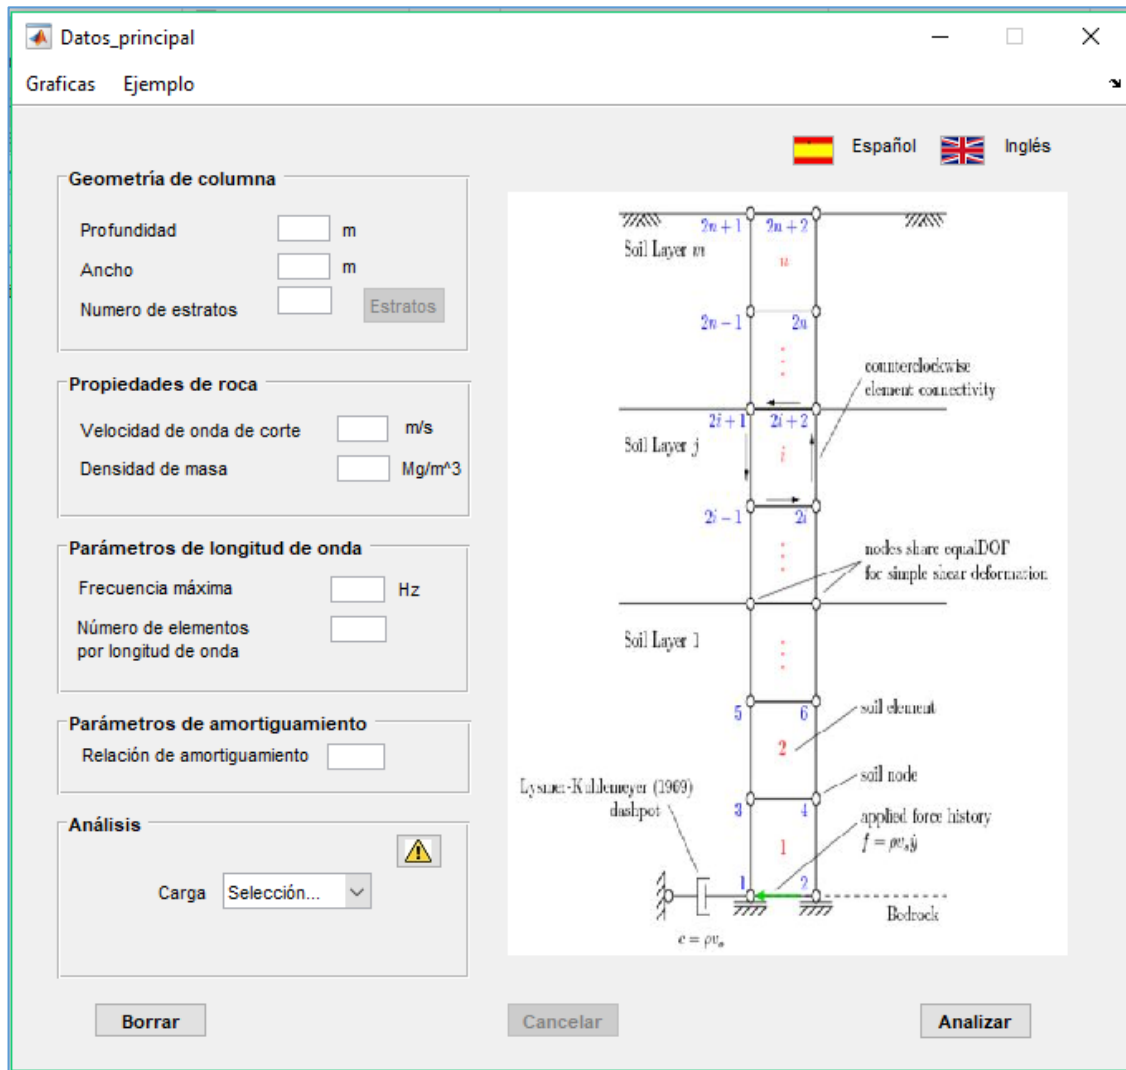 Datos_principal
Graficas Ejemplo
Español Inglés
Geometría de columna
Profundidad m
Ancho m
Numero de estratos Estratos
Propiedades de roca
Velocidad de onda de corte m/s
Densidad de masa Mg/m^3
Parámetros de longitud de onda
Frecuencia máxima Hz
Número de elementos
por longitud de onda
Parámetros de amortiguamiento
Relación de amortiguamiento
Análisis
Carga Selección...
Borrar Cancelar Analizar
2n + 1 2n + 2
Soil Layer m
n
2n − 1 2n
counterclockwise
element connectivity
2i + 1 2i + 2
Soil Layer j
i
2i − 1 2i
nodes share equalDOF
for simple shear deformation
Soil Layer 1
5 6
soil element
2
soil node
Lysmer-Kuhlemeyer (1969)
dashpot
3 4
applied force history
f = ρvₛẏ
1
1 2
Bedrock
c = ρvₛ